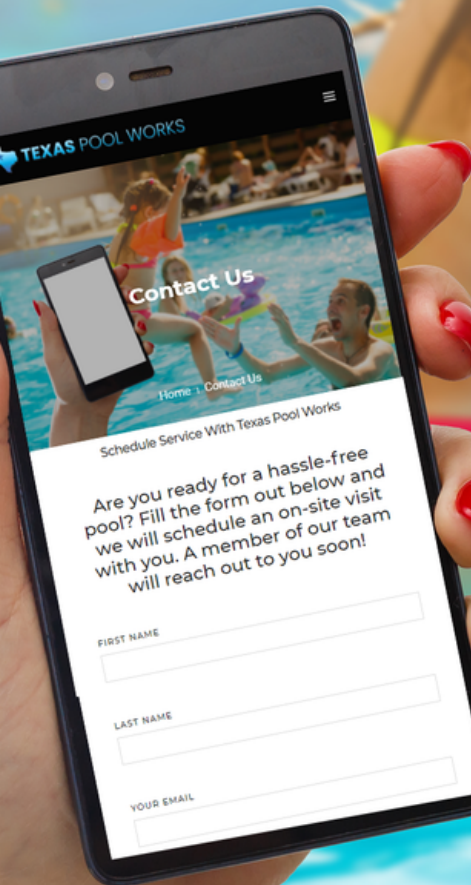 TEXAS POOL WORKS
Contact Us
Home : Contact Us
Schedule Service With Texas Pool Works
Are you ready for a hassle-free
pool? Fill the form out below and
we will schedule an on-site visit
with you. A member of our team
will reach out to you soon!
FIRST NAME
LAST NAME
YOUR EMAIL